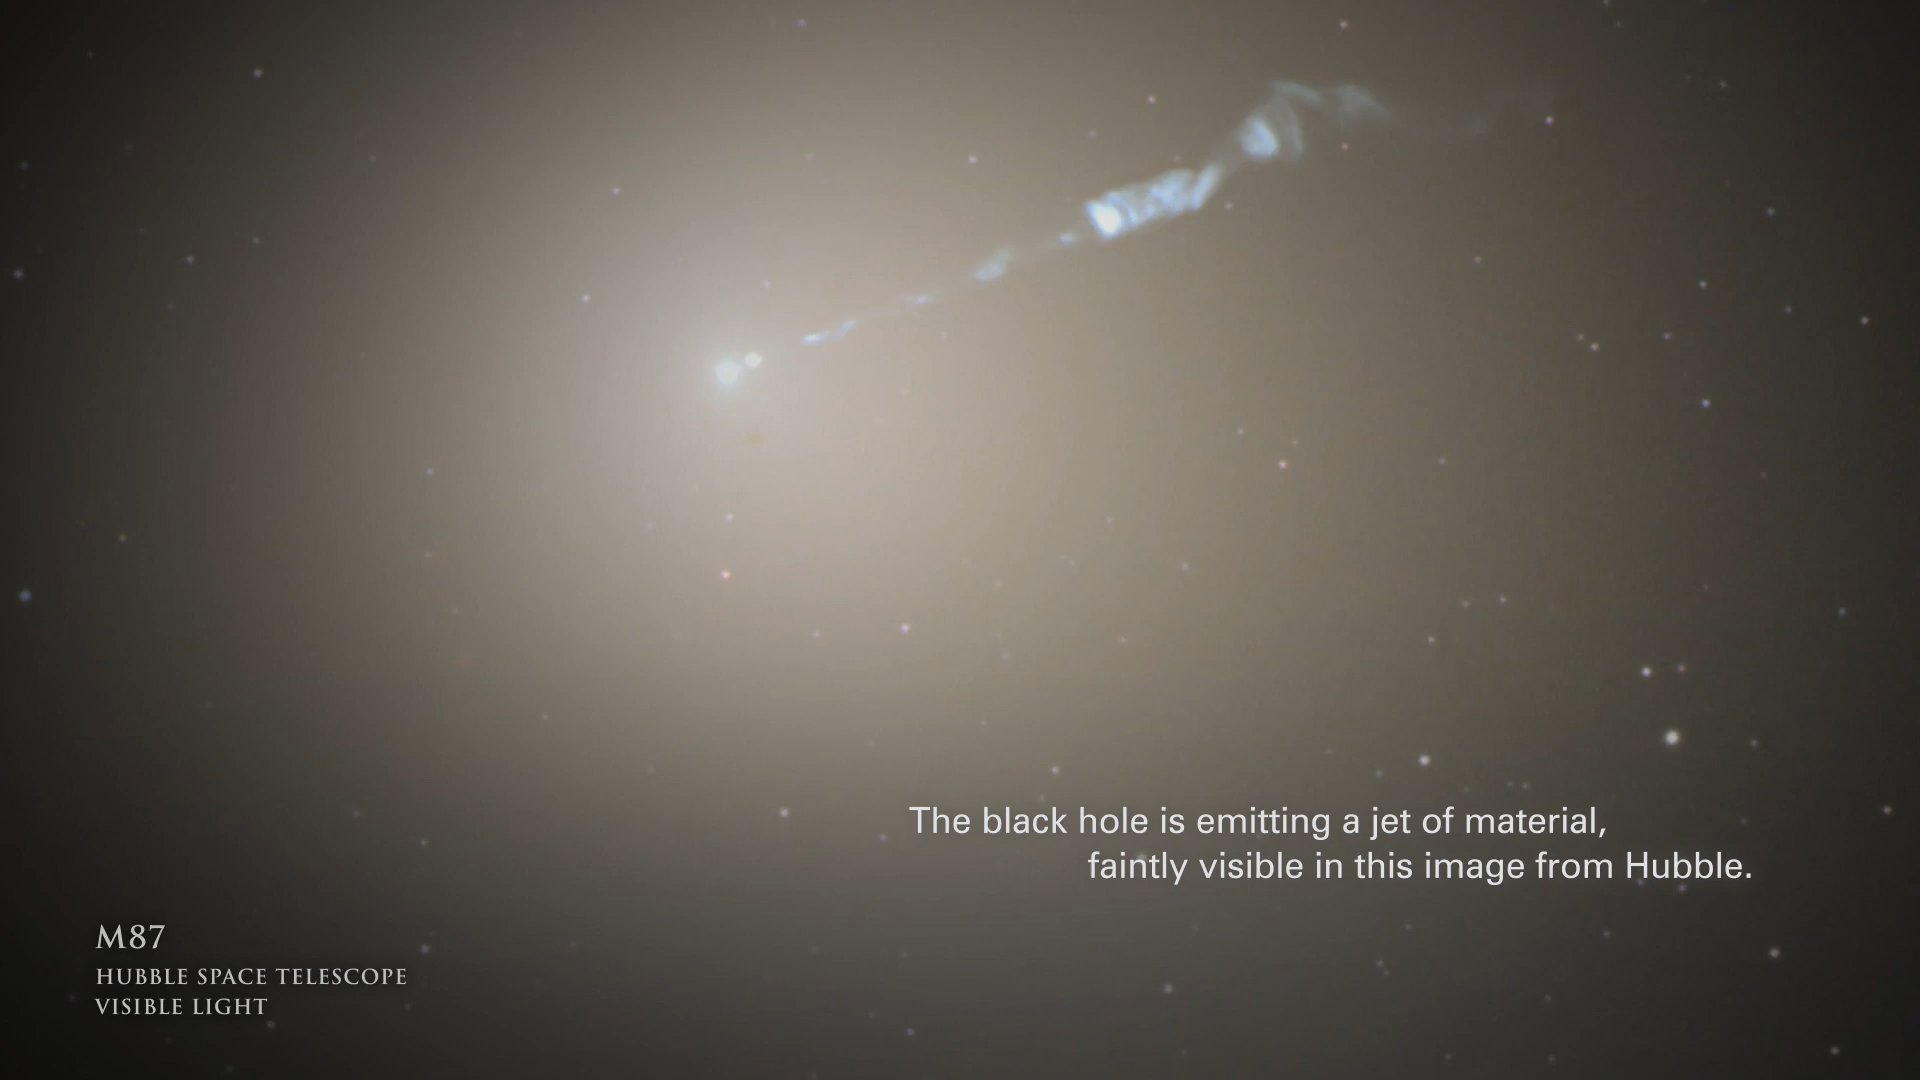 The black hole is emitting a jet of material,
faintly visible in this image from Hubble.
M87
HUBBLE SPACE TELESCOPE
VISIBLE LIGHT